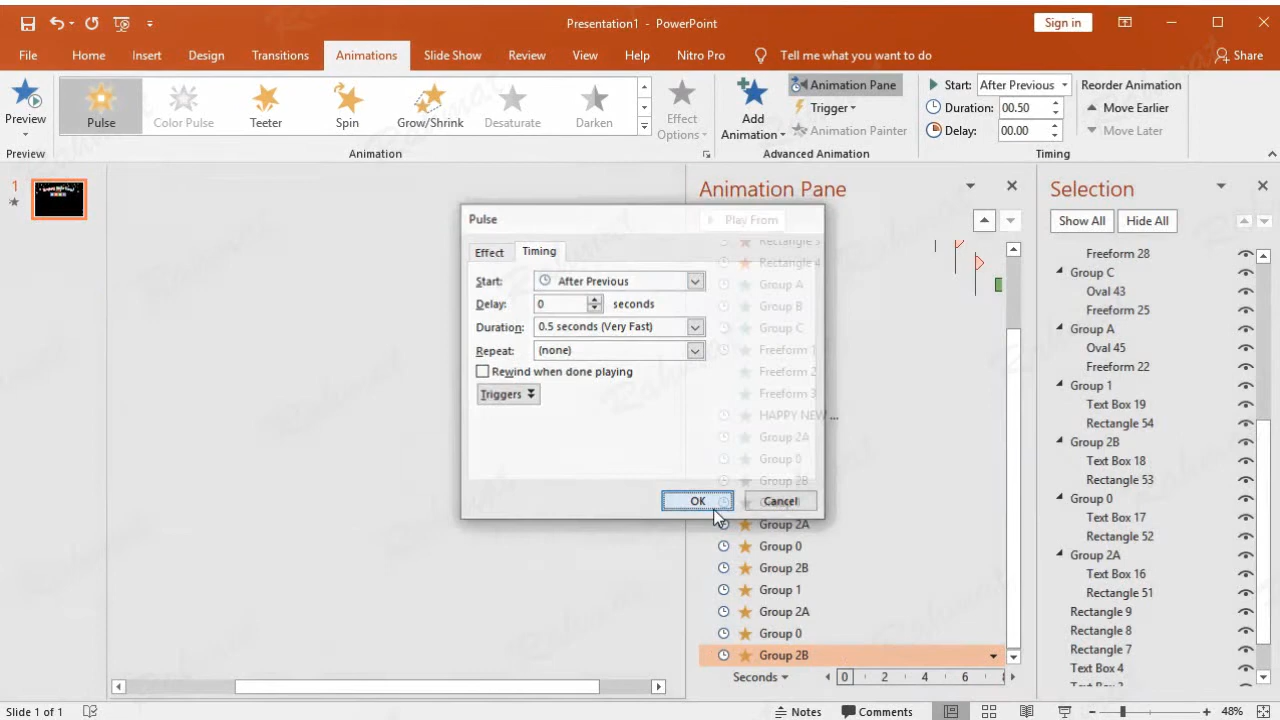 Presentation1 - PowerPoint
Sign in
File Home Insert Design Transitions Animations Slide Show Review View Help Nitro Pro Tell me what you want to do Share
Preview
Pulse Color Pulse Teeter Spin Grow/Shrink Desaturate Darken
Effect Options
Add Animation
Animation Pane
Trigger
Animation Painter
Start: After Previous
Duration: 00.50
Delay: 00.00
Reorder Animation
Move Earlier
Move Later
Preview Animation Advanced Animation Timing
1
Animation Pane
Play From
Rectangle 4
Group A
Group B
Group C
Freeform 1
Freeform 2
Freeform 3
HAPPY NEW ...
Group 2A
Group 0
Group 2B
Group 2A
Group 0
Group 2B
Group 1
Group 2A
Group 0
Group 2B
Seconds 0 2 4 6
Pulse
Effect Timing
Start: After Previous
Delay: 0 seconds
Duration: 0.5 seconds (Very Fast)
Repeat: (none)
Rewind when done playing
Triggers
OK Cancel
Selection
Show All Hide All
Freeform 28
Group C
Oval 43
Freeform 25
Group A
Oval 45
Freeform 22
Group 1
Text Box 19
Rectangle 54
Group 2B
Text Box 18
Rectangle 53
Group 0
Text Box 17
Rectangle 52
Group 2A
Text Box 16
Rectangle 51
Rectangle 9
Rectangle 8
Rectangle 7
Text Box 4
Slide 1 of 1
Notes Comments 48%